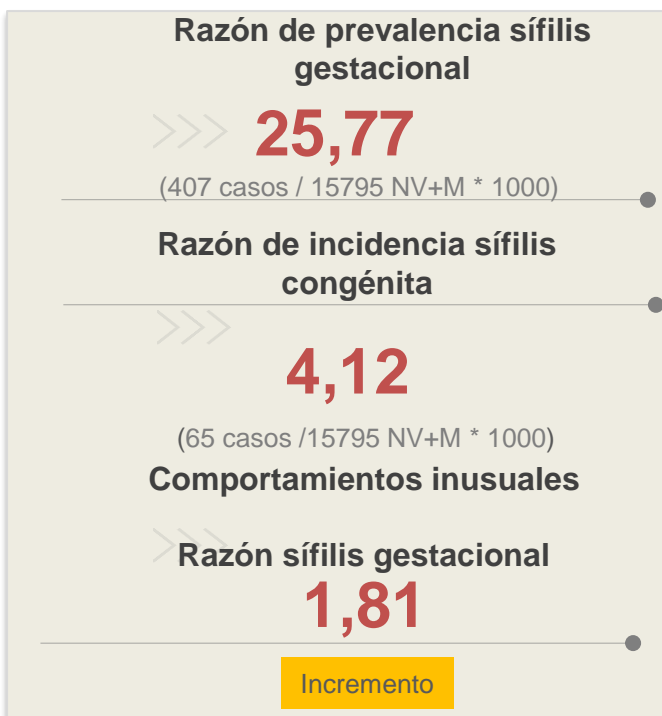 Razón de prevalencia sífilis
gestacional
25,77
(407 casos / 15795 NV+M * 1000)
Razón de incidencia sífilis
congénita
4,12
(65 casos /15795 NV+M * 1000)
Comportamientos inusuales
Razón sífilis gestacional
1,81
Incremento